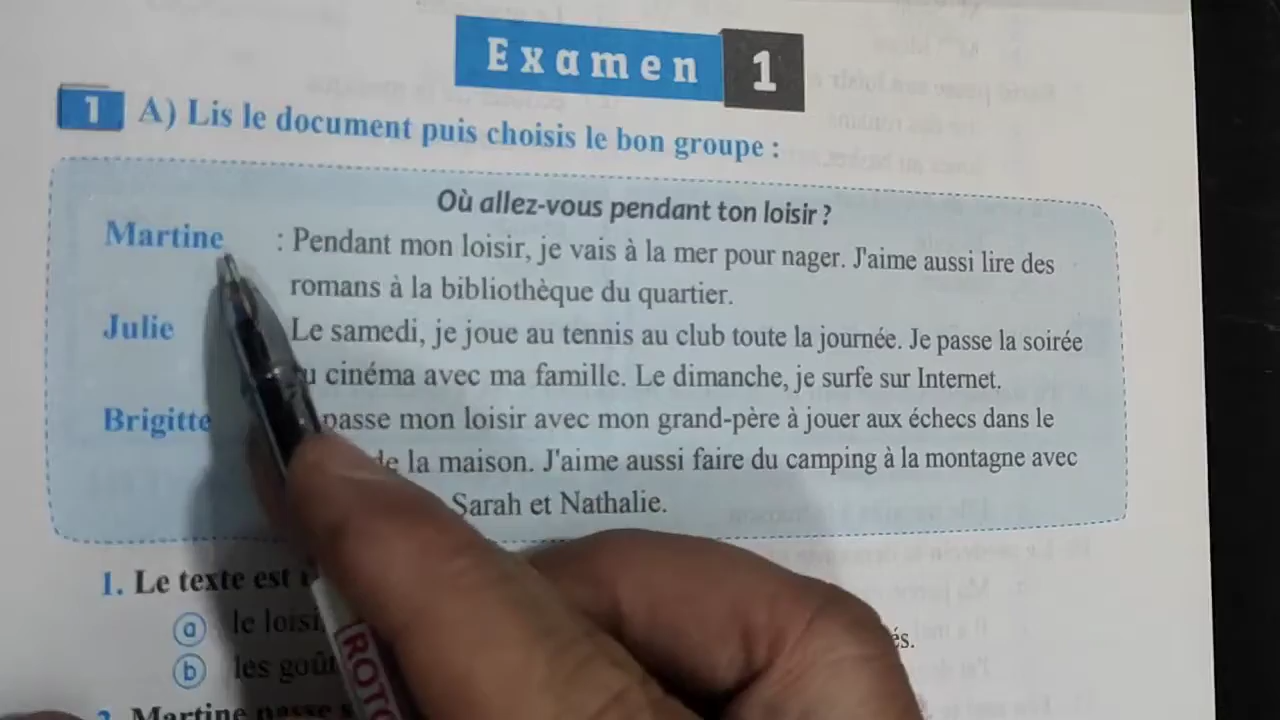 Examen 1
1 A) Lis le document puis choisis le bon groupe :
Où allez-vous pendant ton loisir ?
Martine : Pendant mon loisir, je vais à la mer pour nager. J'aime aussi lire des
romans à la bibliothèque du quartier.
Julie Le samedi, je joue au tennis au club toute la journée. Je passe la soirée
cinéma avec ma famille. Le dimanche, je surfe sur Internet.
Brigitte passe mon loisir avec mon grand-père à jouer aux échecs dans le
de la maison. J'aime aussi faire du camping à la montagne avec
Sarah et Nathalie.
1. Le texte est
a le
b les
2. Martine passe
ROTO